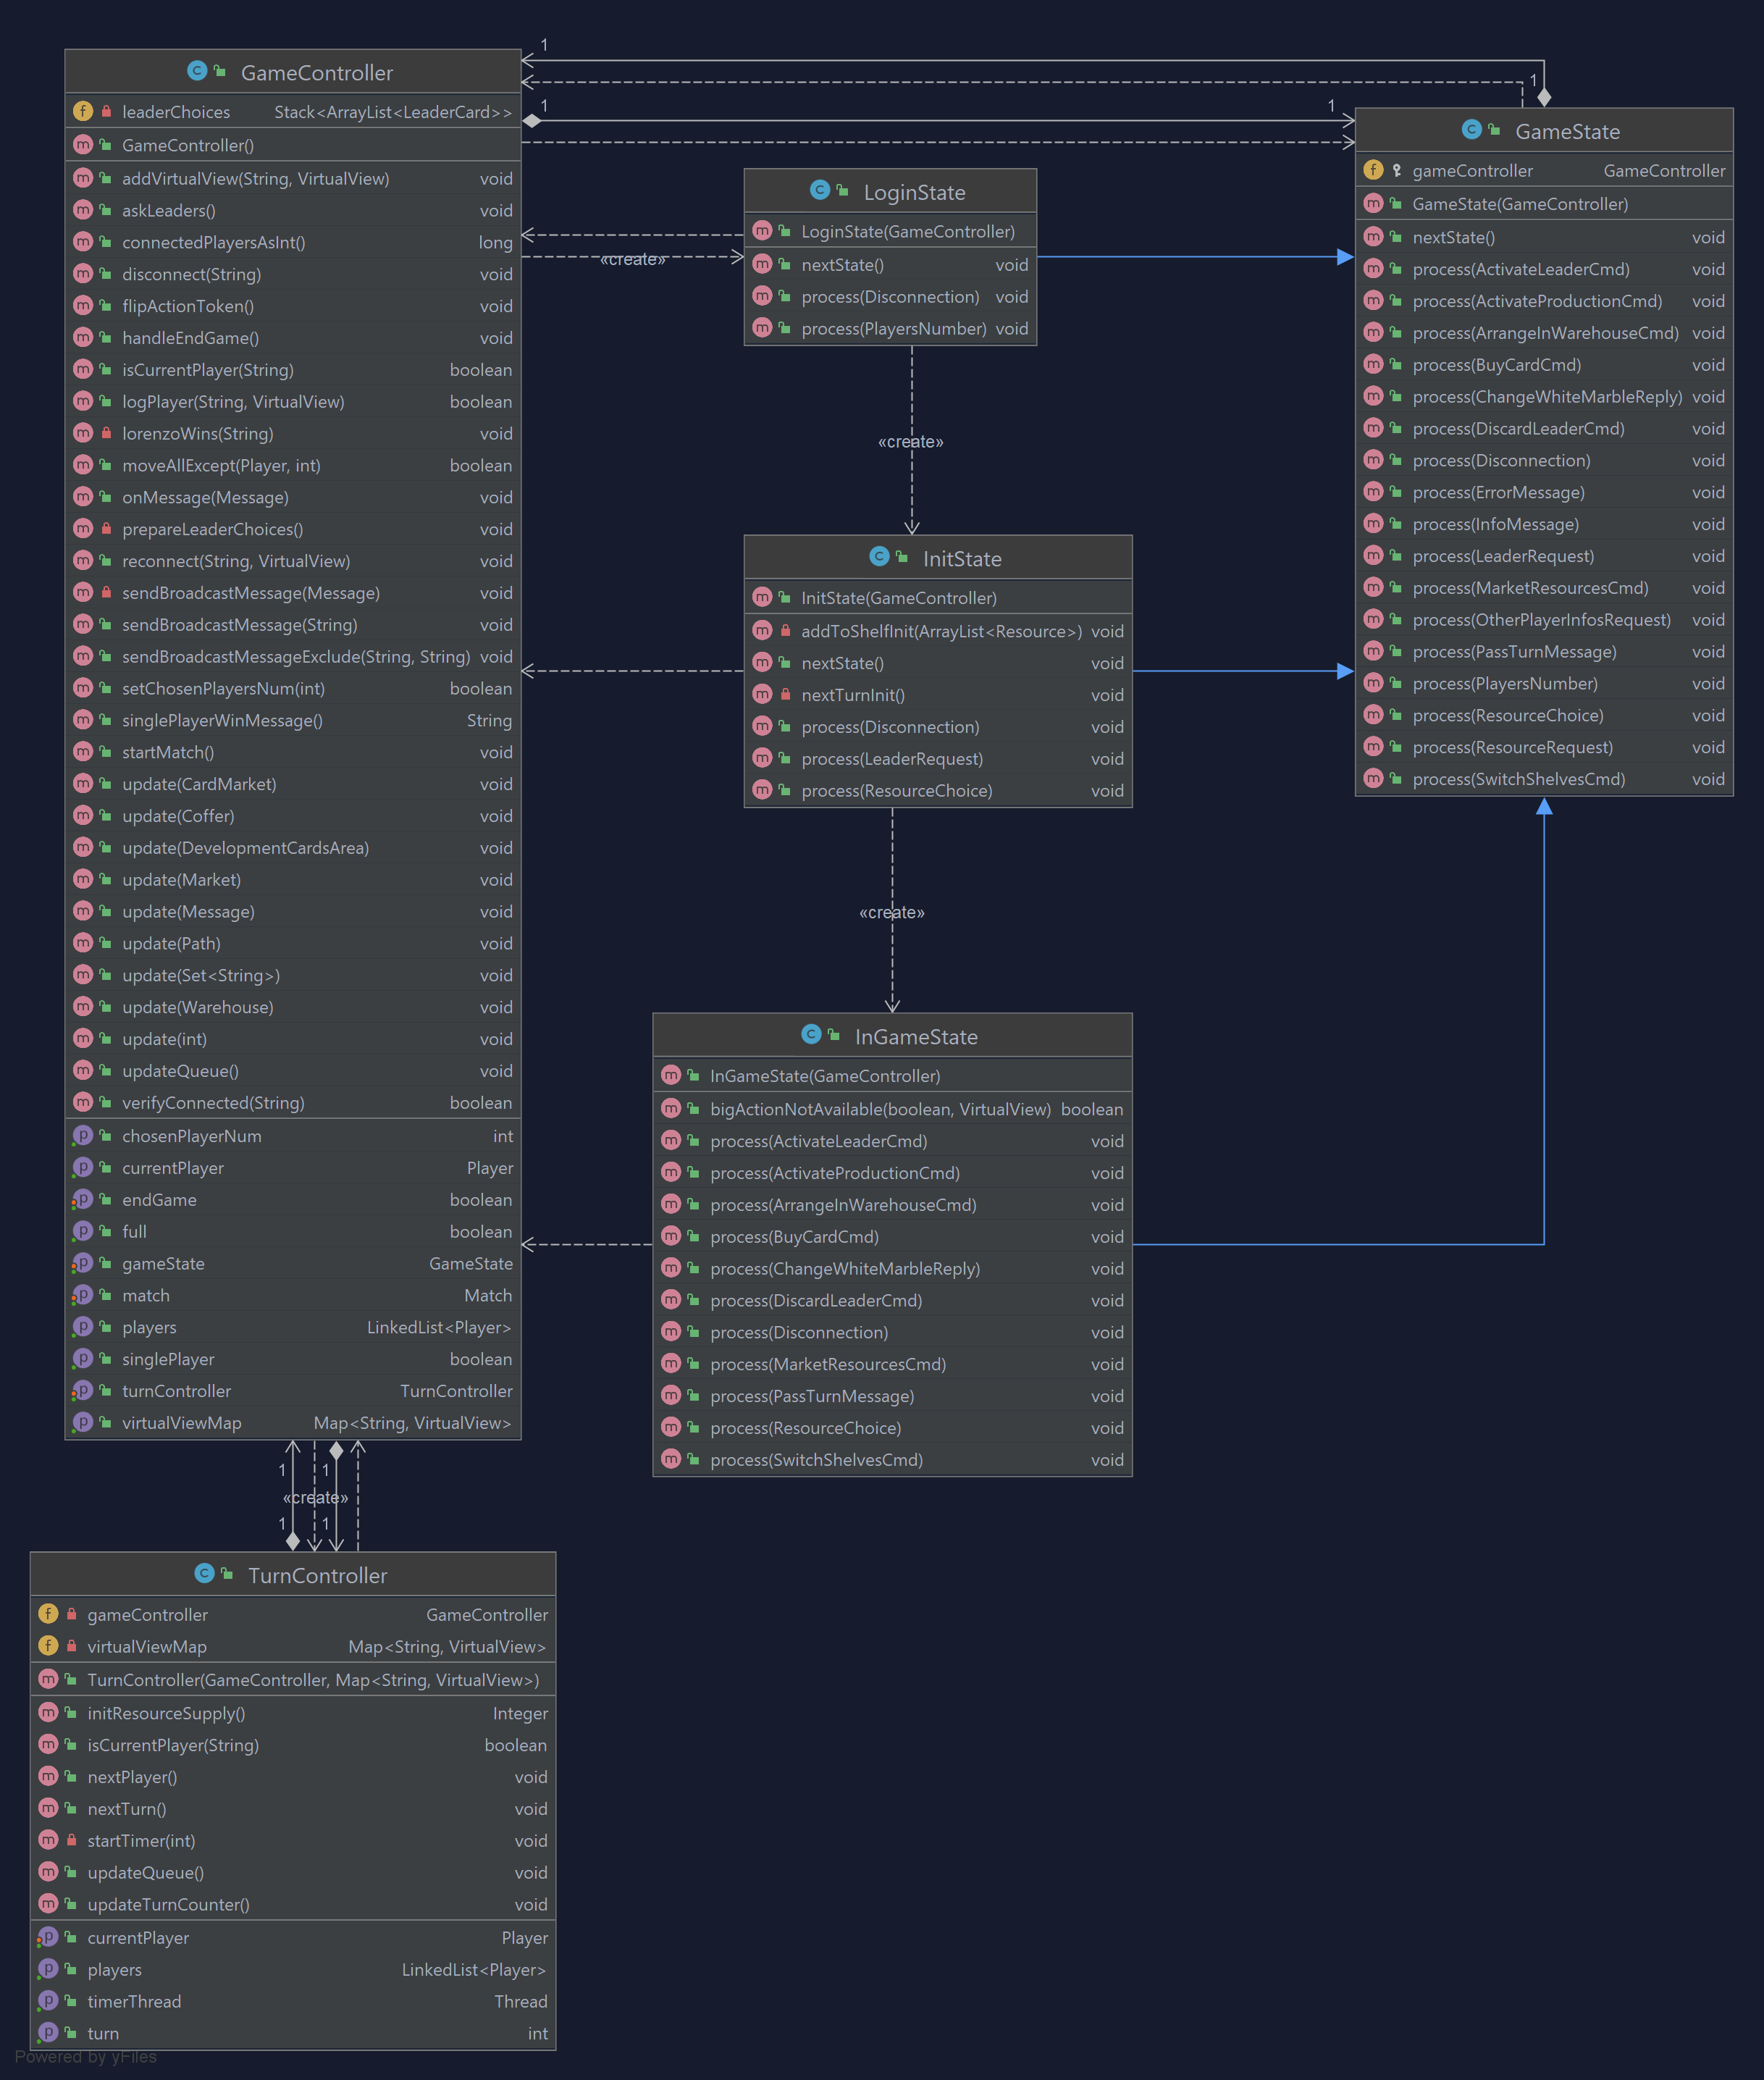 GameController
leaderChoices Stack<ArrayList<LeaderCard>>
GameController()
addVirtualView(String, VirtualView) void
askLeaders() void
connectedPlayersAsInt() long
disconnect(String) void
flipActionToken() void
handleEndGame() void
isCurrentPlayer(String) boolean
logPlayer(String, VirtualView) boolean
lorenzoWins(String) void
moveAllExcept(Player, int) boolean
onMessage(Message) void
prepareLeaderChoices() void
reconnect(String, VirtualView) void
sendBroadcastMessage(Message) void
sendBroadcastMessage(String) void
sendBroadcastMessageExclude(String, String) void
setChosenPlayersNum(int) boolean
singlePlayerWinMessage() String
startMatch() void
update(CardMarket) void
update(Coffer) void
update(DevelopmentCardsArea) void
update(Market) void
update(Message) void
update(Path) void
update(Set<String>) void
update(Warehouse) void
update(int) void
updateQueue() void
verifyConnected(String) boolean
chosenPlayerNum int
currentPlayer Player
endGame boolean
full boolean
gameState GameState
match Match
players LinkedList<Player>
singlePlayer boolean
turnController TurnController
virtualViewMap Map<String, VirtualView>
1
1
1
1
«create»
LoginState
LoginState(GameController)
nextState() void
process(Disconnection) void
process(PlayersNumber) void
«create»
InitState
InitState(GameController)
addToShelfInit(ArrayList<Resource>) void
nextState() void
nextTurnInit() void
process(Disconnection) void
process(LeaderRequest) void
process(ResourceChoice) void
«create»
InGameState
InGameState(GameController)
bigActionNotAvailable(boolean, VirtualView) boolean
process(ActivateLeaderCmd) void
process(ActivateProductionCmd) void
process(ArrangeInWarehouseCmd) void
process(BuyCardCmd) void
process(ChangeWhiteMarbleReply) void
process(DiscardLeaderCmd) void
process(Disconnection) void
process(MarketResourcesCmd) void
process(PassTurnMessage) void
process(ResourceChoice) void
process(SwitchShelvesCmd) void
GameState
gameController GameController
GameState(GameController)
nextState() void
process(ActivateLeaderCmd) void
process(ActivateProductionCmd) void
process(ArrangeInWarehouseCmd) void
process(BuyCardCmd) void
process(ChangeWhiteMarbleReply) void
process(DiscardLeaderCmd) void
process(Disconnection) void
process(ErrorMessage) void
process(InfoMessage) void
process(LeaderRequest) void
process(MarketResourcesCmd) void
process(OtherPlayerInfosRequest) void
process(PassTurnMessage) void
process(PlayersNumber) void
process(ResourceChoice) void
process(ResourceRequest) void
process(SwitchShelvesCmd) void
1 1
«create»
1 1
TurnController
gameController GameController
virtualViewMap Map<String, VirtualView>
TurnController(GameController, Map<String, VirtualView>)
initResourceSupply() Integer
isCurrentPlayer(String) boolean
nextPlayer() void
nextTurn() void
startTimer(int) void
updateQueue() void
updateTurnCounter() void
currentPlayer Player
players LinkedList<Player>
timerThread Thread
turn int
Powered by yFiles